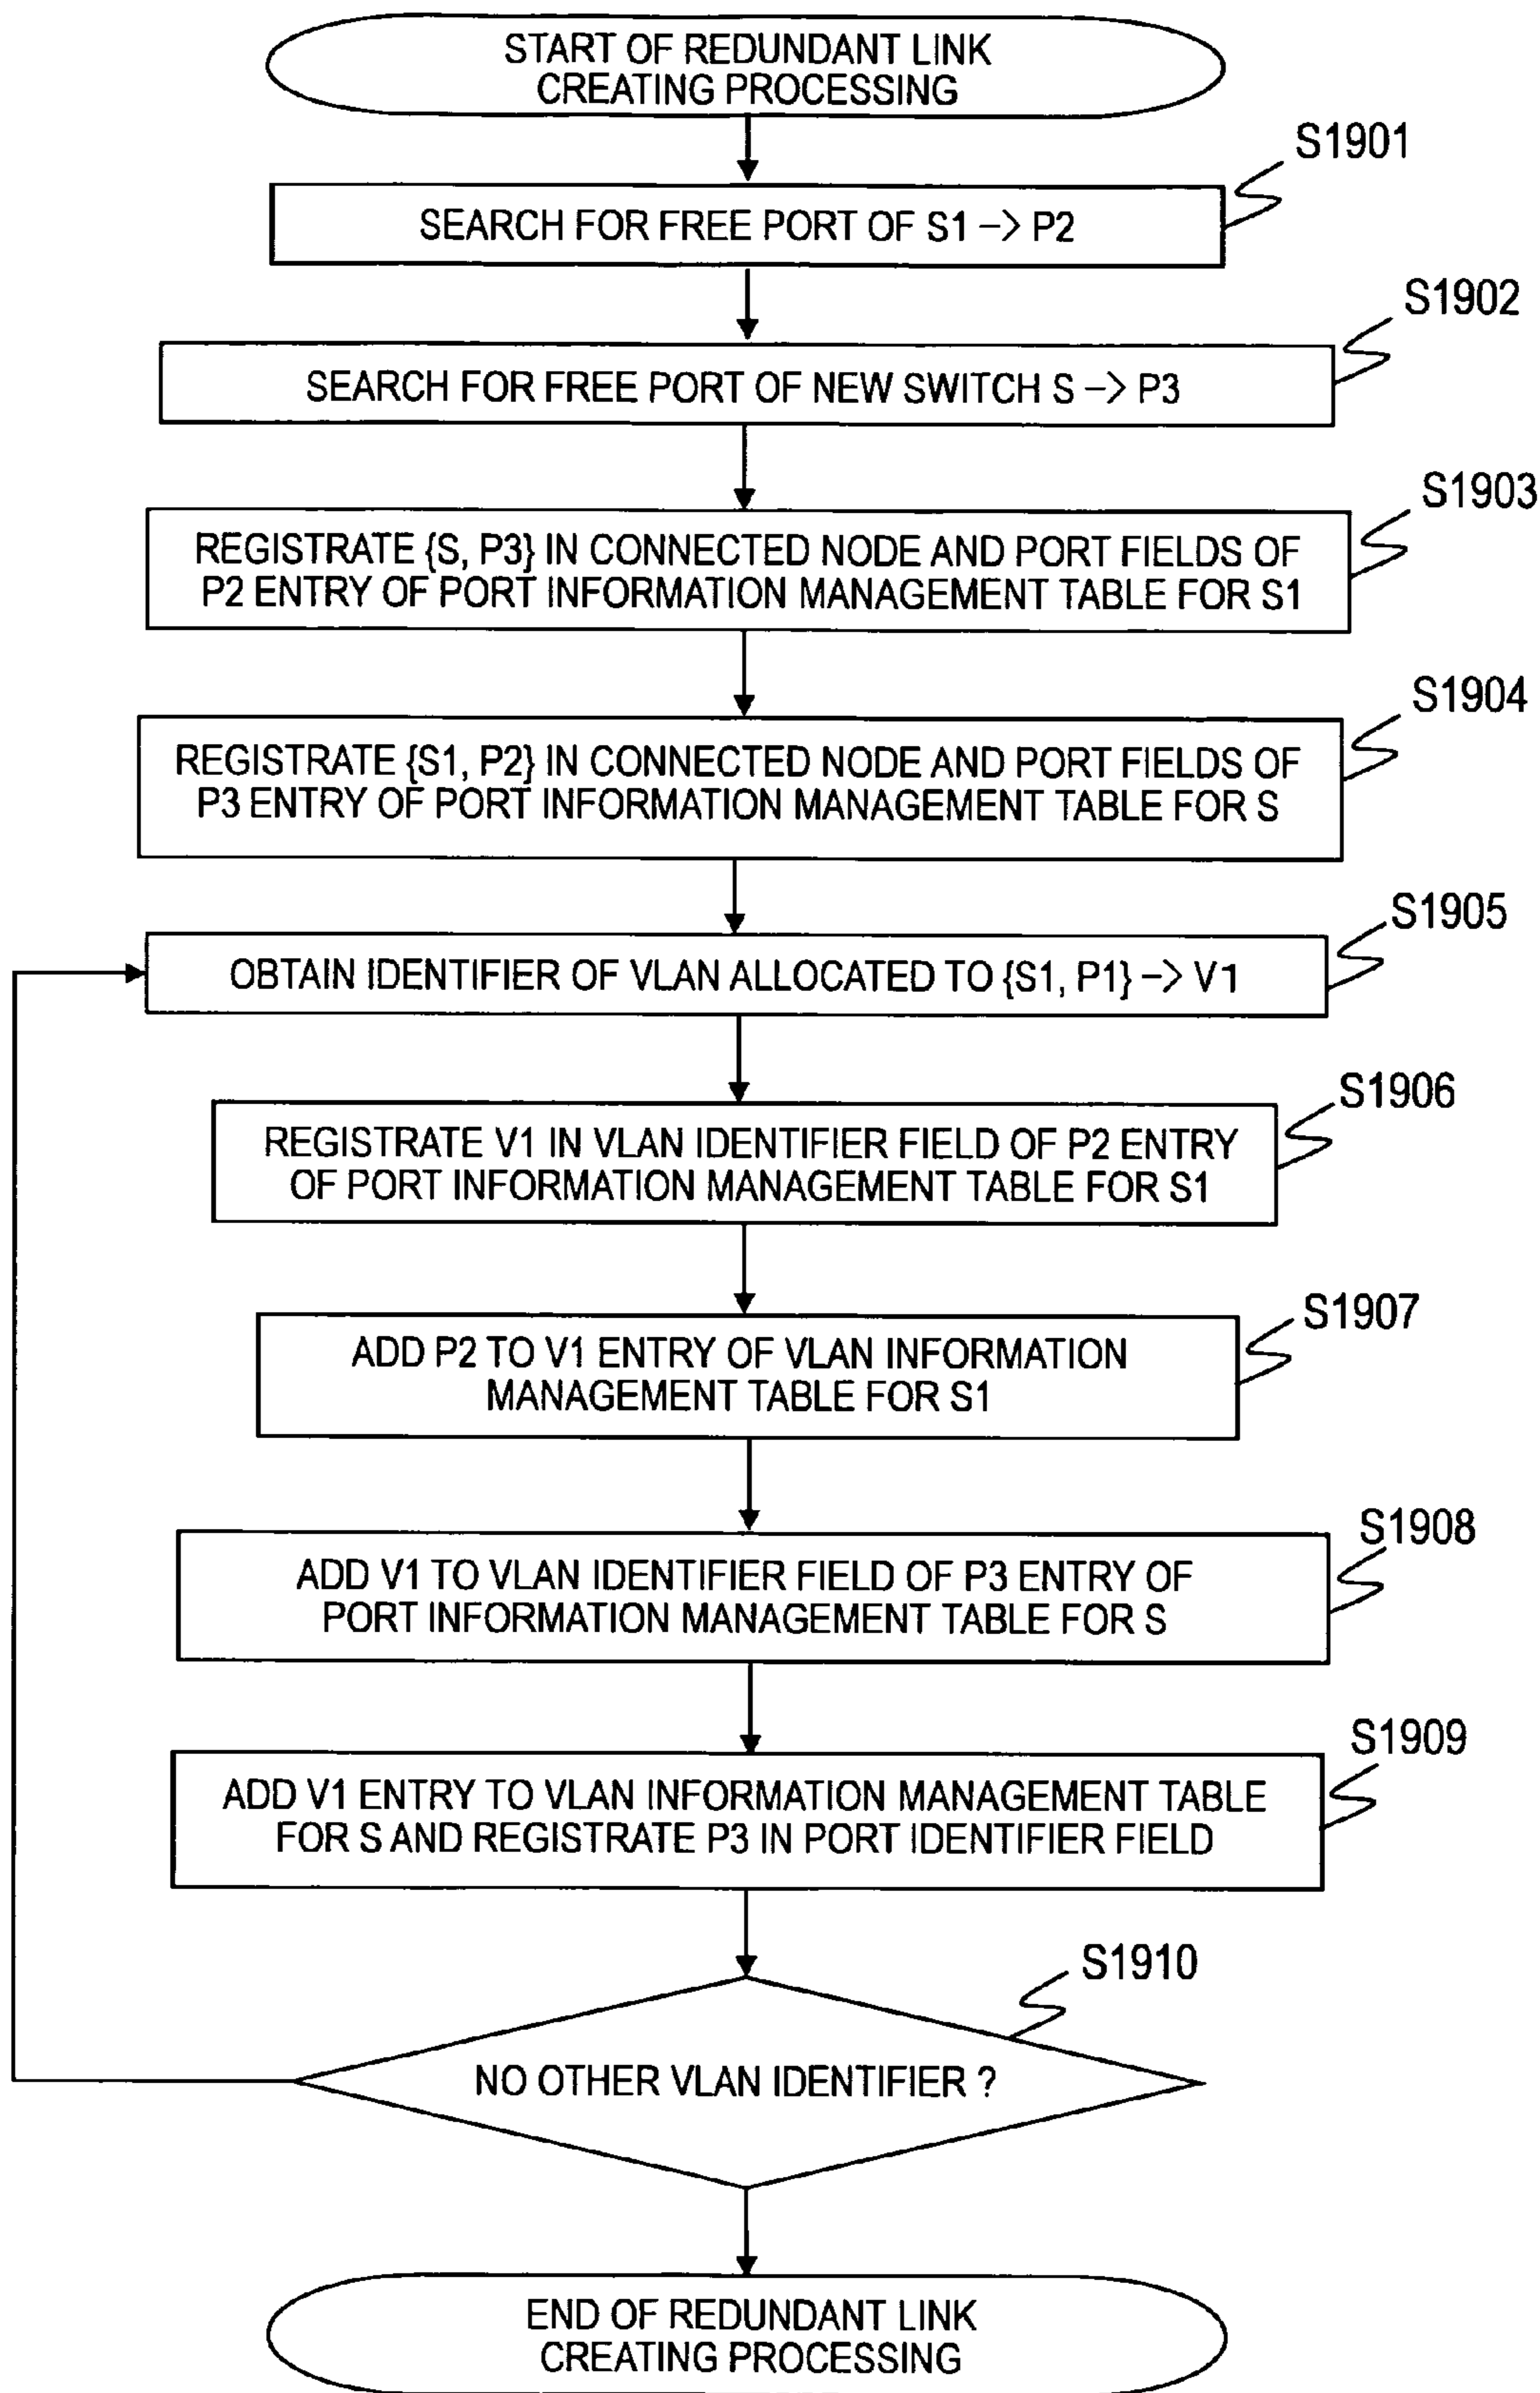 START OF REDUNDANT LINK
CREATING PROCESSING
S1901
SEARCH FOR FREE PORT OF S1 -> P2
S1902
SEARCH FOR FREE PORT OF NEW SWITCH S -> P3
S1903
REGISTRATE {S, P3} IN CONNECTED NODE AND PORT FIELDS OF
P2 ENTRY OF PORT INFORMATION MANAGEMENT TABLE FOR S1
S1904
REGISTRATE {S1, P2} IN CONNECTED NODE AND PORT FIELDS OF
P3 ENTRY OF PORT INFORMATION MANAGEMENT TABLE FOR S
S1905
OBTAIN IDENTIFIER OF VLAN ALLOCATED TO {S1, P1} -> V1
S1906
REGISTRATE V1 IN VLAN IDENTIFIER FIELD OF P2 ENTRY
OF PORT INFORMATION MANAGEMENT TABLE FOR S1
S1907
ADD P2 TO V1 ENTRY OF VLAN INFORMATION
MANAGEMENT TABLE FOR S1
S1908
ADD V1 TO VLAN IDENTIFIER FIELD OF P3 ENTRY OF
PORT INFORMATION MANAGEMENT TABLE FOR S
S1909
ADD V1 ENTRY TO VLAN INFORMATION MANAGEMENT TABLE
FOR S AND REGISTRATE P3 IN PORT IDENTIFIER FIELD
S1910
NO OTHER VLAN IDENTIFIER ?
END OF REDUNDANT LINK
CREATING PROCESSING